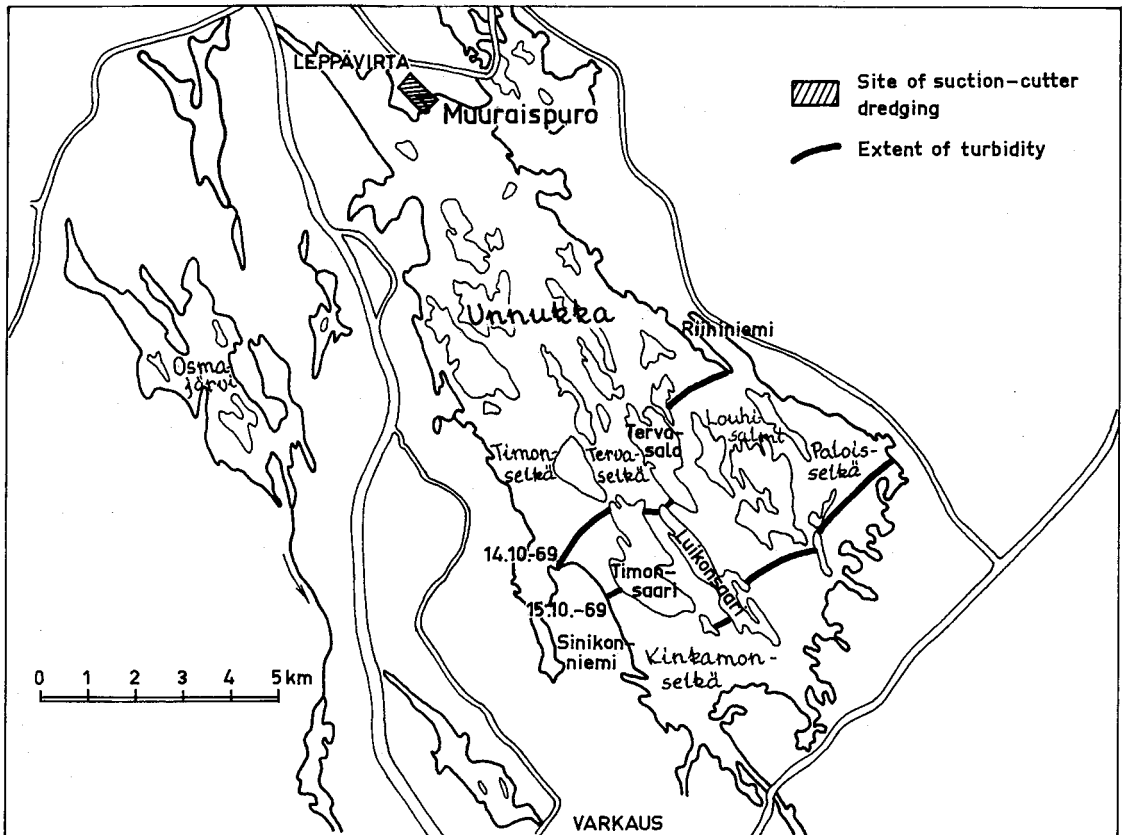 LEPPÄVIRTA
Muuraispuro
Site of suction-cutter
dredging
Extent of turbidity
Unnukka
Riihiniemi
Osma-
järvi
Timon-
selkä
Terva-
selkä
Terva-
salo
Louhi-
salmt
Palois-
selkä
14.10.-69
Timon-
saari
Luikonsaari
15.10.-69
Sinikon-
niemi
Kinkamon-
selkä
0 1 2 3 4 5 km
VARKAUS